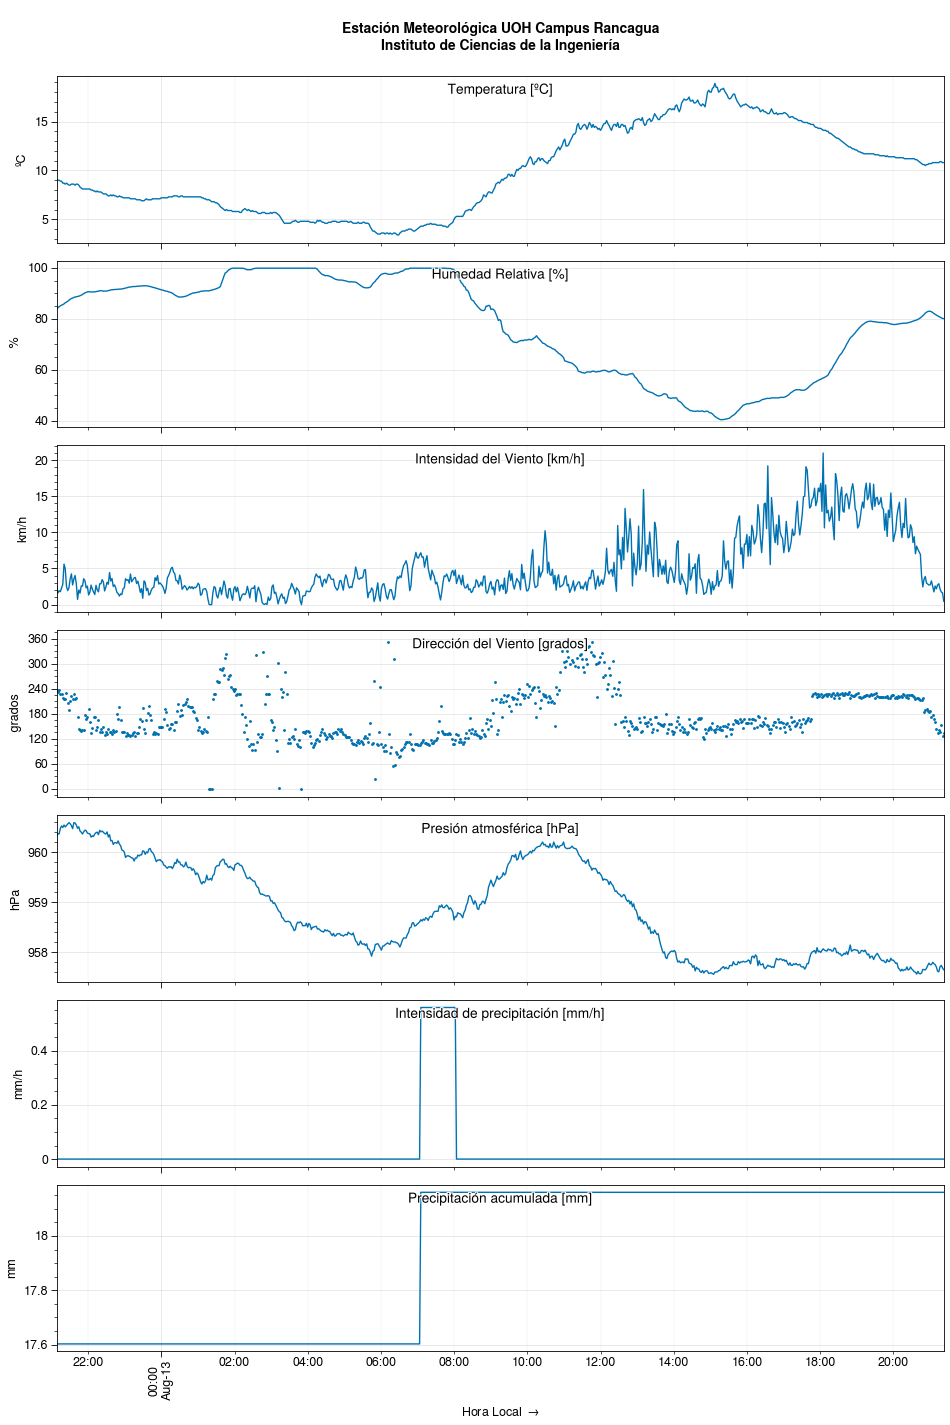 Estación Meteorológica UOH Campus Rancagua
Instituto de Ciencias de la Ingeniería
Temperatura [ºC]
ºC
15
10
5
Humedad Relativa [%]
%
100
80
60
40
Intensidad del Viento [km/h]
km/h
20
15
10
5
0
Dirección del Viento [grados]
grados
360
300
240
180
120
60
0
Presión atmosférica [hPa]
hPa
960
959
958
Intensidad de precipitación [mm/h]
mm/h
0.4
0.2
0
Precipitación acumulada [mm]
mm
18
17.8
17.6
22:00
00:00
Aug-13
02:00
04:00
06:00
08:00
10:00
12:00
14:00
16:00
18:00
20:00
Hora Local →